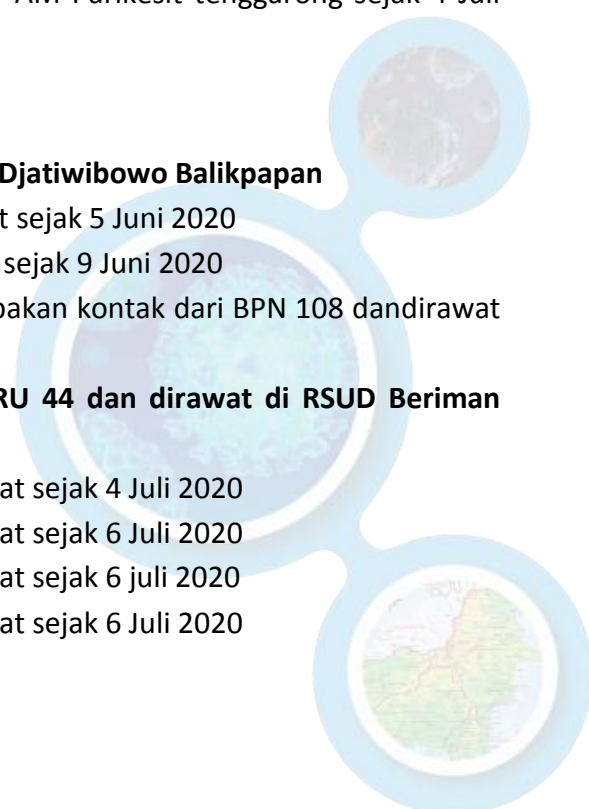 tenggarong sejak 4 Juli
Djatiwibowo Balikpapan
t sejak 5 Juni 2020
sejak 9 Juni 2020
pakan kontak dari BPN 108 dandirawat
RU 44 dan dirawat di RSUD Beriman
at sejak 4 Juli 2020
at sejak 6 Juli 2020
at sejak 6 juli 2020
at sejak 6 Juli 2020